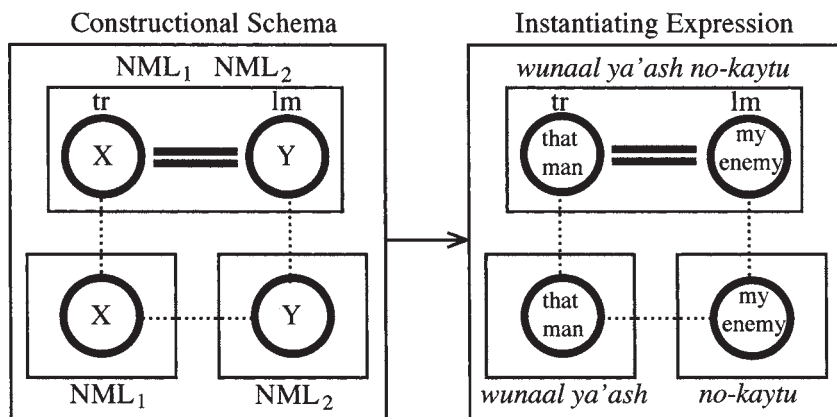 Constructional Schema
NML₁ NML₂
tr lm
X Y
X Y
NML₁ NML₂
Instantiating Expression
wunaal ya'ash no-kaytu
tr lm
that man
my enemy
that man
my enemy
wunaal ya'ash no-kaytu